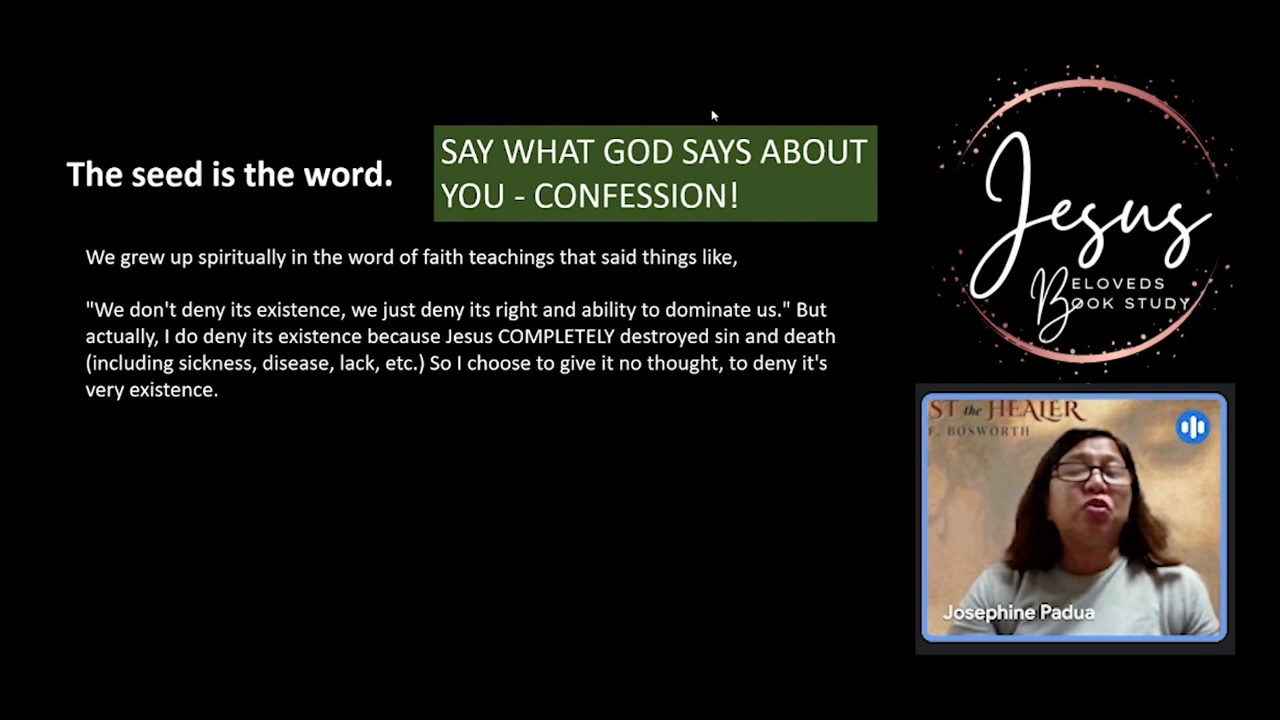 The seed is the word.
SAY WHAT GOD SAYS ABOUT
YOU - CONFESSION!
We grew up spiritually in the word of faith teachings that said things like,
"We don't deny its existence, we just deny its right and ability to dominate us." But
actually, I do deny its existence because Jesus COMPLETELY destroyed sin and death
(including sickness, disease, lack, etc.) So I choose to give it no thought, to deny it's
very existence.
Jesus
BELOVEDS
BOOK STUDY
ST the HEALER
F. BOSWORTH
Josephine Padua